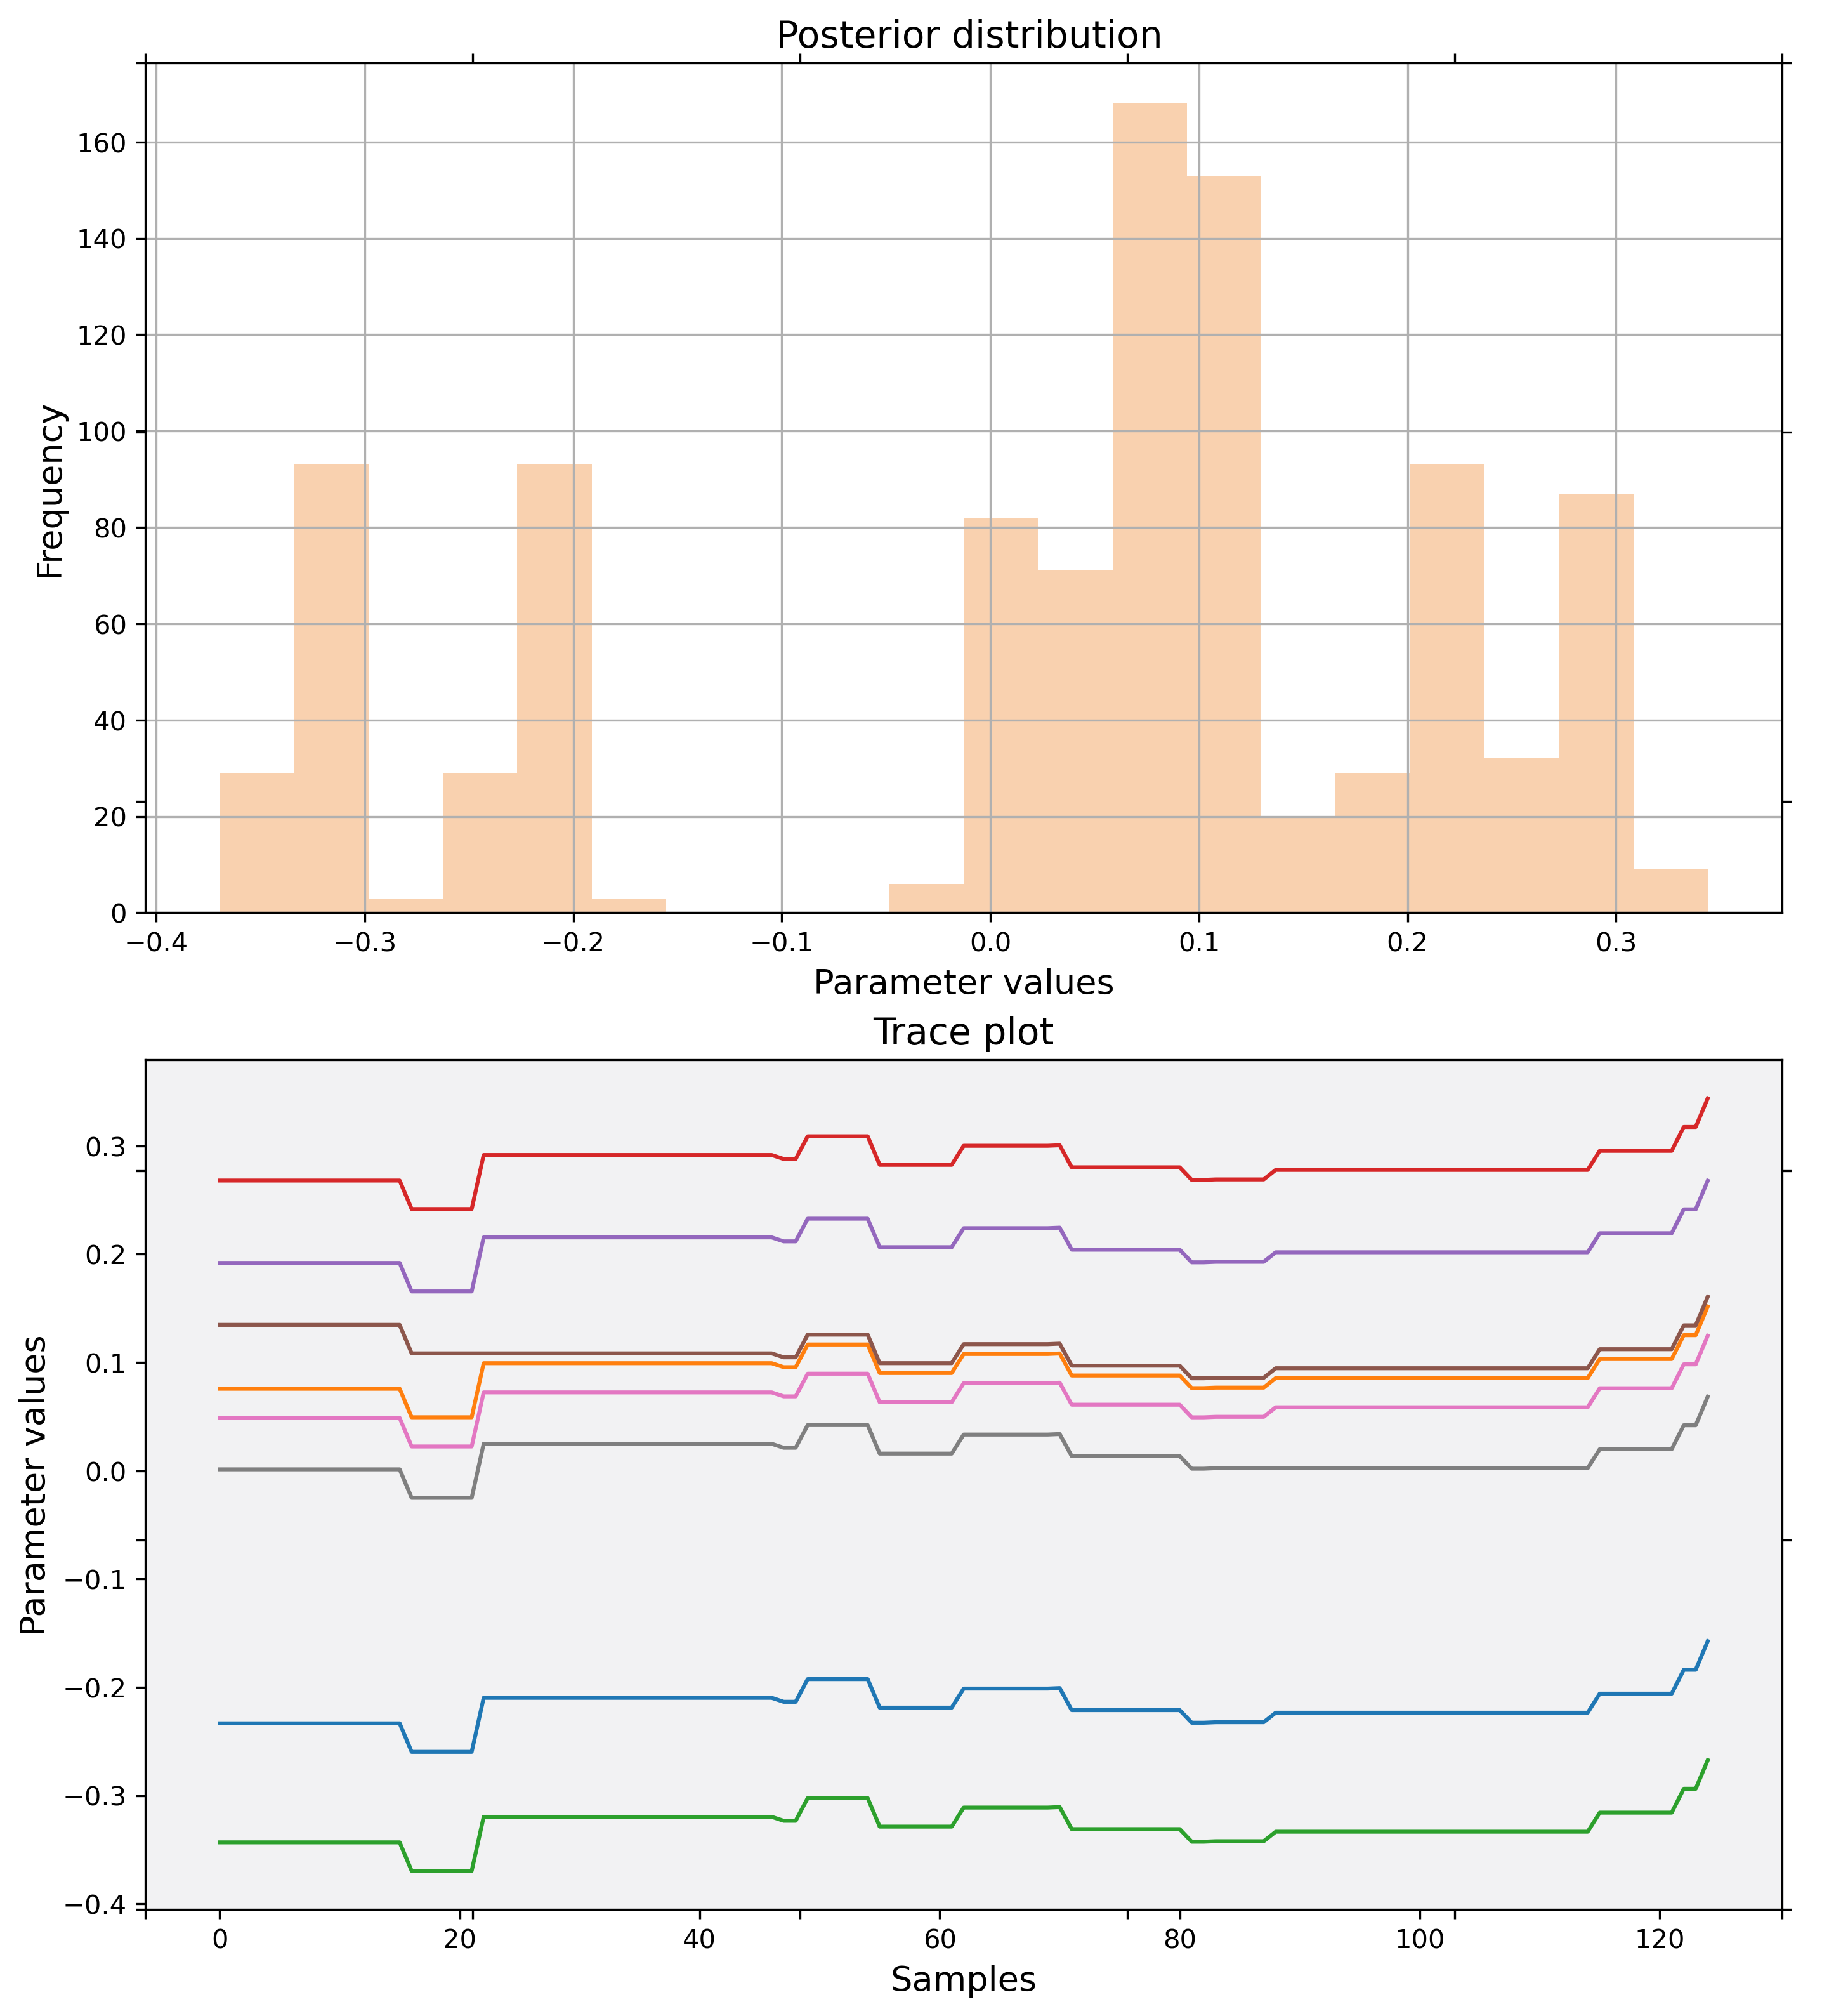 Posterior distribution
160
140
120
100
80
60
40
20
0
Frequency
−0.4 −0.3 −0.2 −0.1 0.0 0.1 0.2 0.3
Parameter values
Trace plot
0.3
0.2
0.1
0.0
−0.1
−0.2
−0.3
−0.4
Parameter values
0 20 40 60 80 100 120
Samples